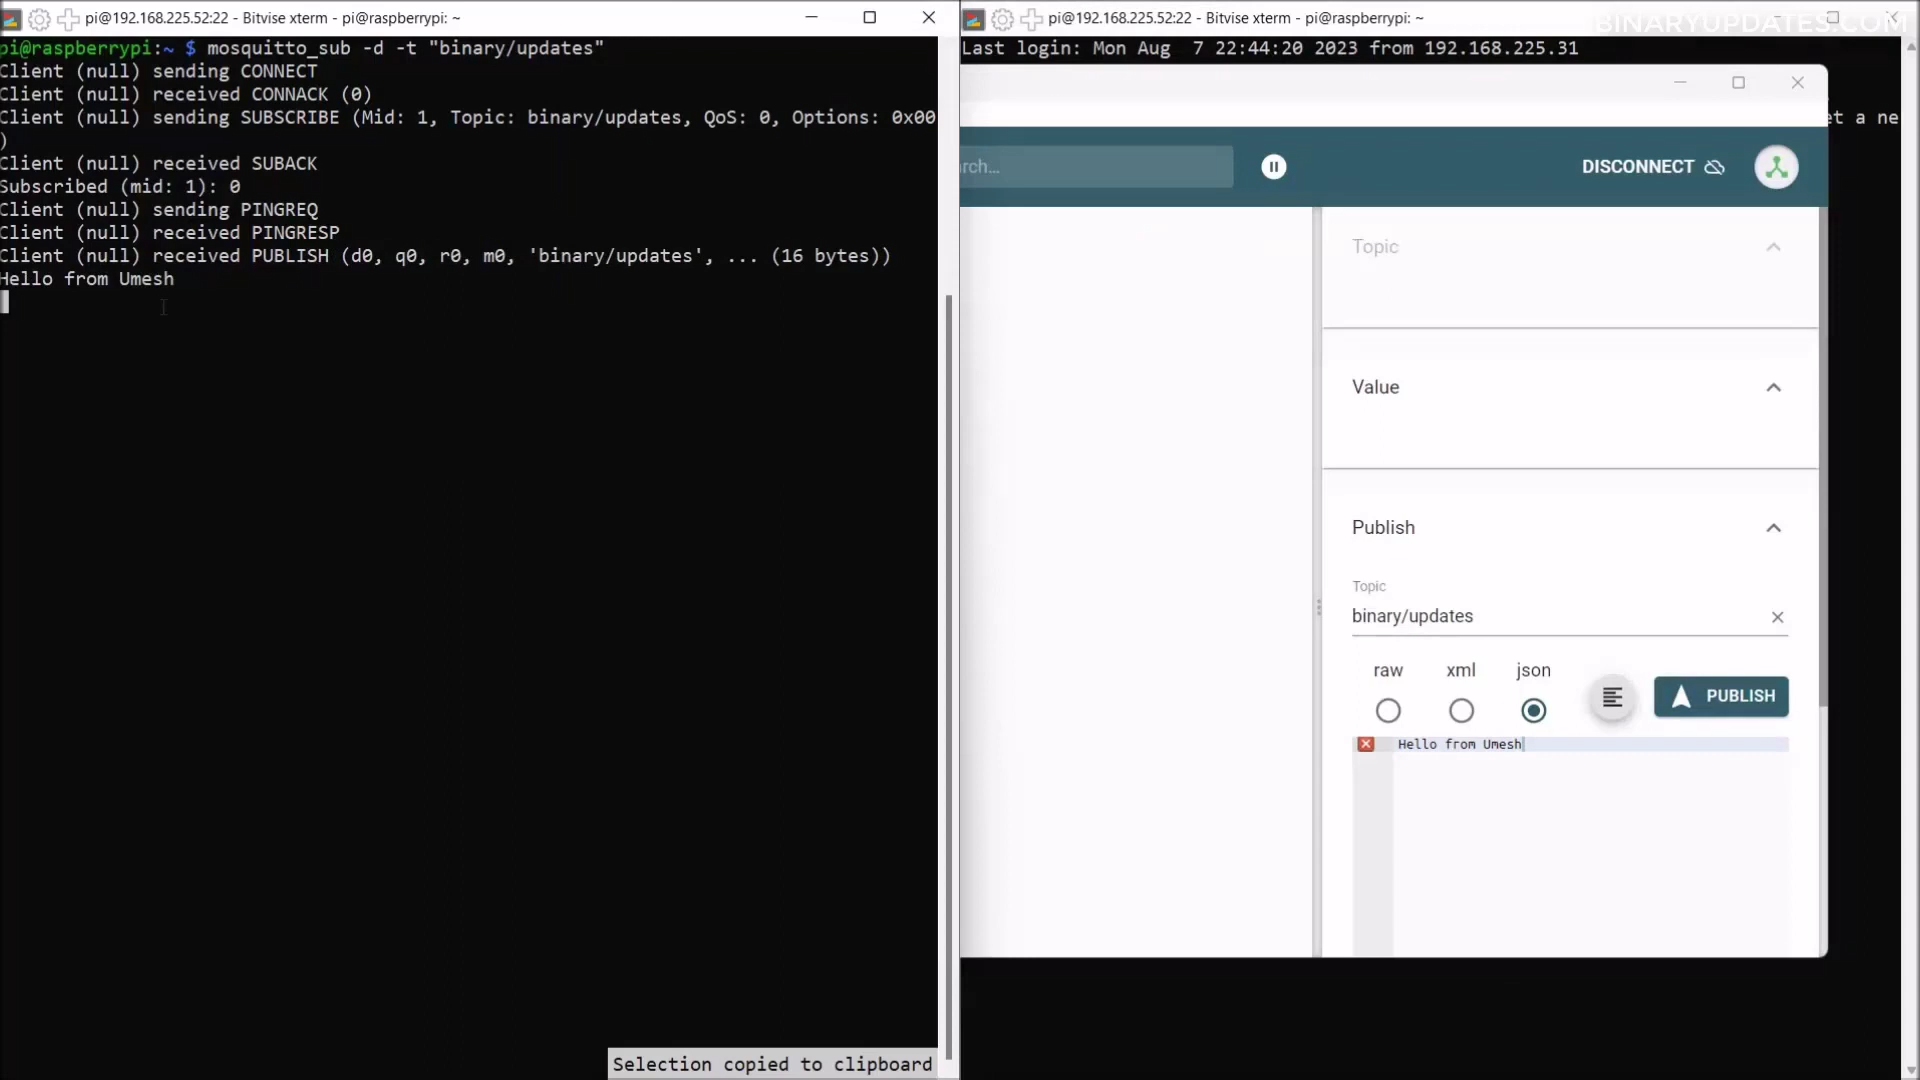 pi@192.168.225.52:22 - Bitvise xterm - pi@raspberrypi: ~
pi@raspberrypi:~ $ mosquitto_sub -d -t "binary/updates"
Client (null) sending CONNECT
Client (null) received CONNACK (0)
Client (null) sending SUBSCRIBE (Mid: 1, Topic: binary/updates, QoS: 0, Options: 0x00
)
Client (null) received SUBACK
Subscribed (mid: 1): 0
Client (null) sending PINGREQ
Client (null) received PINGRESP
Client (null) received PUBLISH (d0, q0, r0, m0, 'binary/updates', ... (16 bytes))
Hello from Umesh
Selection copied to clipboard
pi@192.168.225.52:22 - Bitvise xterm - pi@raspberrypi: ~
BINARYUPDATES.COM
Last login: Mon Aug  7 22:44:20 2023 from 192.168.225.31
et a ne
rch...
DISCONNECT
Topic
Value
Publish
Topic
binary/updates
raw xml json
PUBLISH
Hello from Umesh